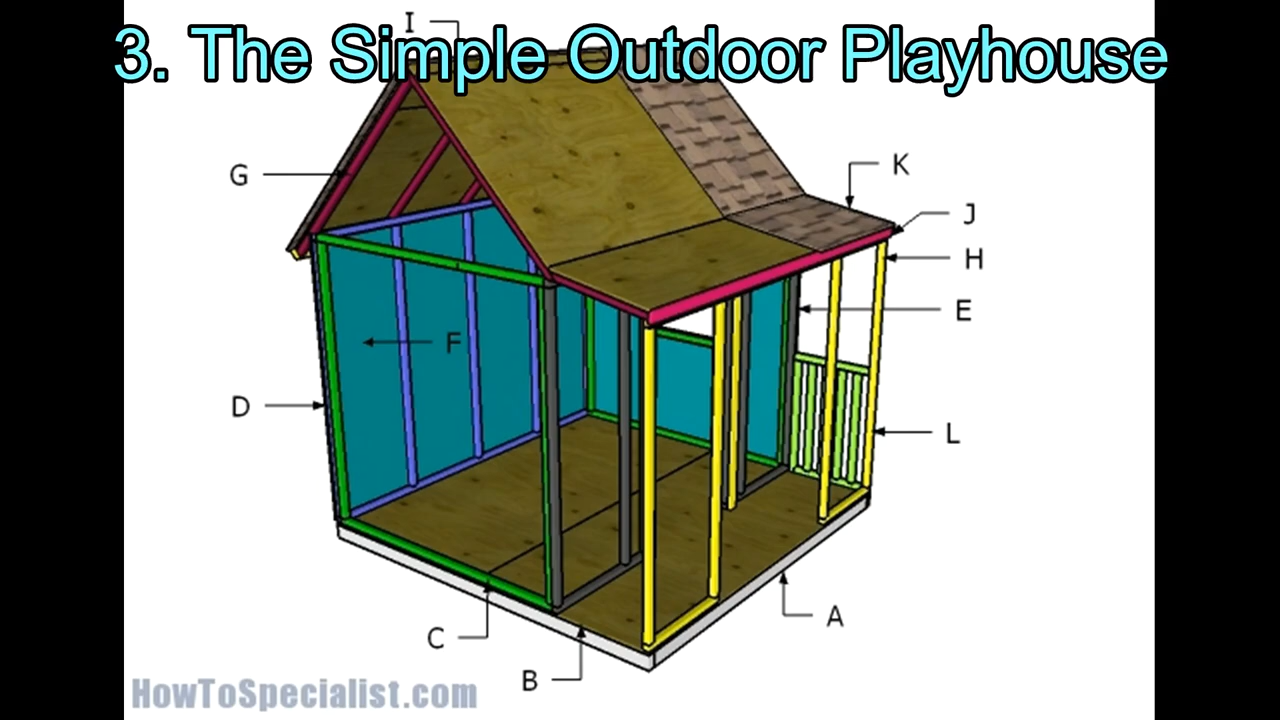 I
3. The Simple Outdoor Playhouse
G
K
J
H
E
F
D
L
A
C
B
HowToSpecialist.com